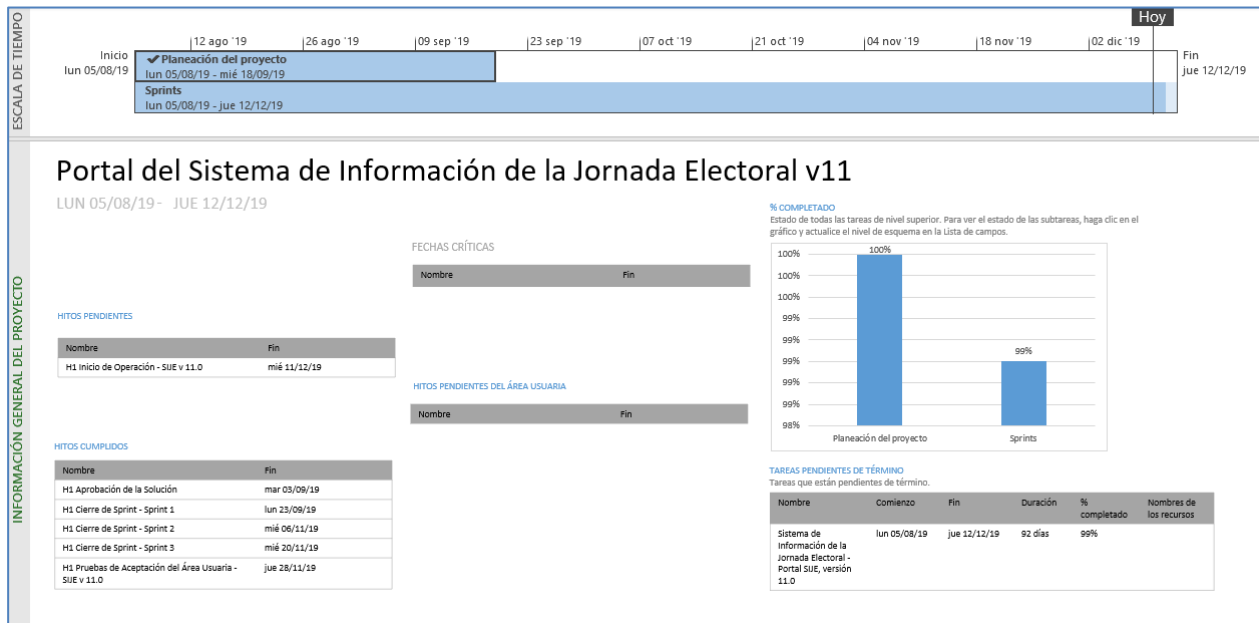 ESCALA DE TIEMPO
Hoy
12 ago '19
26 ago '19
09 sep '19
23 sep '19
07 oct '19
21 oct '19
04 nov '19
18 nov '19
02 dic '19
Inicio
lun 05/08/19
✔Planeación del proyecto
lun 05/08/19 - mié 18/09/19
Sprints
lun 05/08/19 - jue 12/12/19
Fin
jue 12/12/19
INFORMACIÓN GENERAL DEL PROYECTO
Portal del Sistema de Información de la Jornada Electoral v11
LUN 05/08/19 - JUE 12/12/19
HITOS PENDIENTES
Nombre Fin
H1 Inicio de Operación - SIJE v 11.0 mié 11/12/19
HITOS CUMPLIDOS
Nombre Fin
H1 Aprobación de la Solución mar 03/09/19
H1 Cierre de Sprint - Sprint 1 lun 23/09/19
H1 Cierre de Sprint - Sprint 2 mié 06/11/19
H1 Cierre de Sprint - Sprint 3 mié 20/11/19
H1 Pruebas de Aceptación del Área Usuaria - jue 28/11/19
SIJE v 11.0
FECHAS CRÍTICAS
Nombre Fin
HITOS PENDIENTES DEL ÁREA USUARIA
Nombre Fin
% COMPLETADO
Estado de todas las tareas de nivel superior. Para ver el estado de las subtareas, haga clic en el
gráfico y actualice el nivel de esquema en la Lista de campos.
100%
100%
100%
100%
99%
99%
99%
99%
99%
99%
98%
Planeación del proyecto
Sprints
TAREAS PENDIENTES DE TÉRMINO
Tareas que están pendientes de término.
Nombre Comienzo Fin Duración % Nombres de
completado los recursos
Sistema de lun 05/08/19 jue 12/12/19 92 días 99%
Información de la
Jornada Electoral -
Portal SIJE, versión
11.0